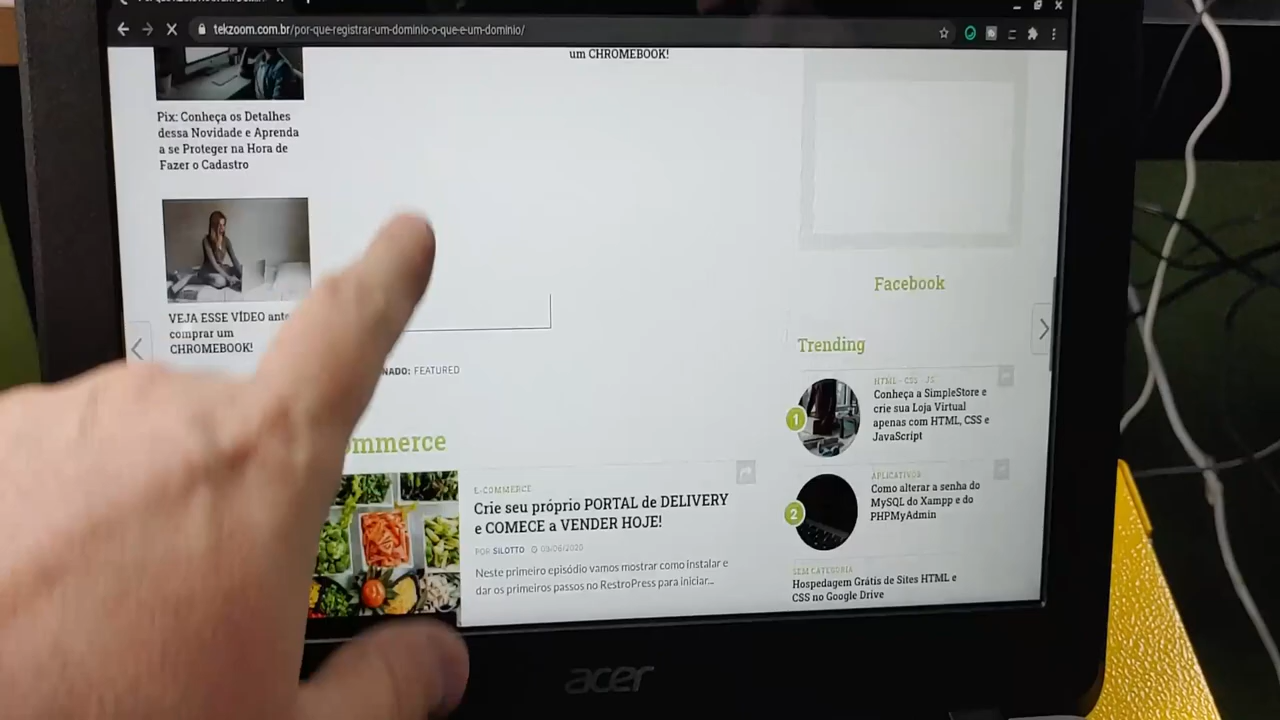 tekzoom.com.br/por-que-registrar-um-dominio-o-que-e-um-dominio/
um CHROMEBOOK!
Pix: Conheça os Detalhes
dessa Novidade e Aprenda
a se Proteger na Hora de
Fazer o Cadastro
VEJA ESSE VÍDEO
comprar um
CHROMEBOOK!
NADO: FEATURED
ommerce
E-COMMERCE
Crie seu próprio PORTAL de DELIVERY
e COMECE a VENDER HOJE!
POR SILOTTO 03/06/2020
Neste primeiro episódio vamos mostrar como instalar e
dar os primeiros passos no RestroPress para iniciar...
Facebook
Trending
HTML - CSS - JS
1
Conheça a SimpleStore e
crie sua Loja Virtual
apenas com HTML, CSS e
JavaScript
APLICATIVOS
2
Como alterar a senha do
MySQL do Xampp e do
PHPMyAdmin
SEM CATEGORIA
Hospedagem Grátis de Sites HTML e
CSS no Google Drive
acer